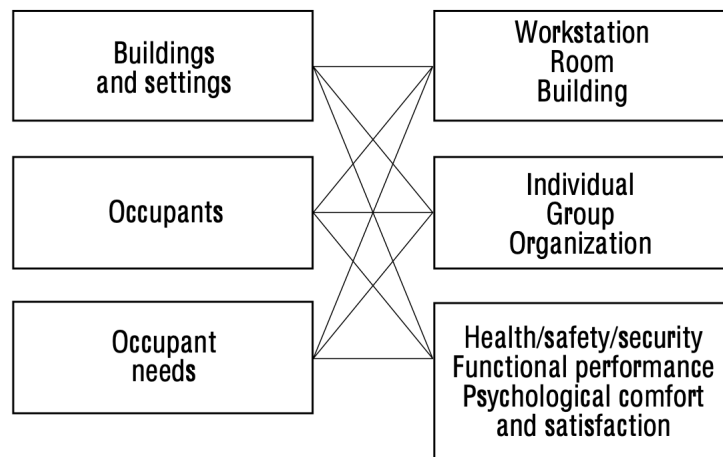 Buildings
and settings
Workstation
Room
Building
Occupants
Individual
Group
Organization
Occupant
needs
Health/safety/security
Functional performance
Psychological comfort
and satisfaction